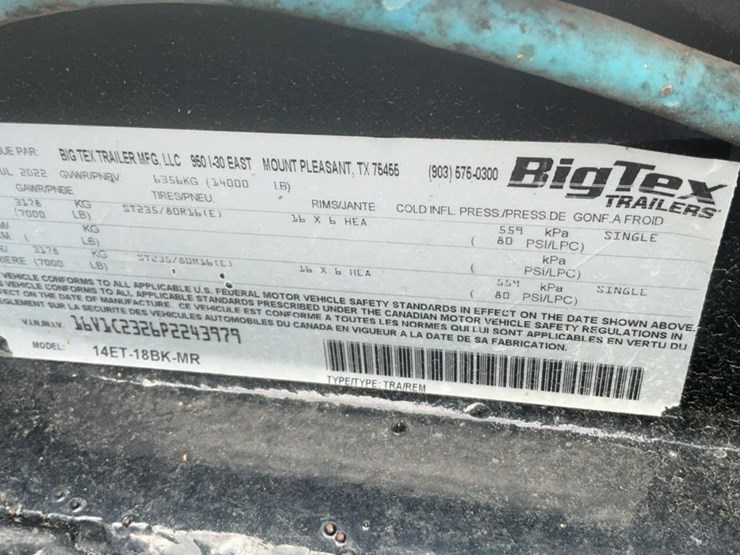 UE PAR: BIG TEX TRAILER MFG, LLC 950 I-30 EAST MOUNT PLEASANT, TX 75455 (903) 575-0300 BigTex TRAILERS
UL 2022 GVWR/PNBV 6356KG (14000 LB)
GAWR/PNBE TIRES/PNEU RIMS/JANTE COLD INFL. PRESS./PRESS.DE GONF.A FROID
3178 KG ST235/80R16(E) 16 X 6 HEA 559 kPa SINGLE
(7000 LB) ( 80 PSI/LPC)
KG kPa
( LB) ( PSI/LPC)
3178 KG ST235/80R16(E) 16 X 6 HEA 559 kPa SINGLE
IERE (7000 LB) ( 80 PSI/LPC)
VEHICLE CONFORMS TO ALL APPLICABLE U.S. FEDERAL MOTOR VEHICLE SAFETY STANDARDS IN EFFECT ON THE DATE SHOWN ABOVE.
VEHICLE CONFORMS TO ALL APPLICABLE STANDARDS PRESCRIBED UNDER THE CANADIAN MOTOR VEHICLE SAFETY REGULATIONS IN
FECT ON THE DATE OF MANUFACTURE. CE VEHICULE EST CONFORME A TOUTES LES NORMES QUI LUI SONT APPLICABLES EN VERTU DU
GLEMENT SUR LA SECURITE DES VEHICULES AUTOMOBILES DU CANADA EN VIGUEUR A LA DATE DE SA FABRICATION.
V.I.N./N.I.V. 16V1C2326P2243979
MODEL: 14ET-18BK-MR
TYPE/TYPE: TRA/REM